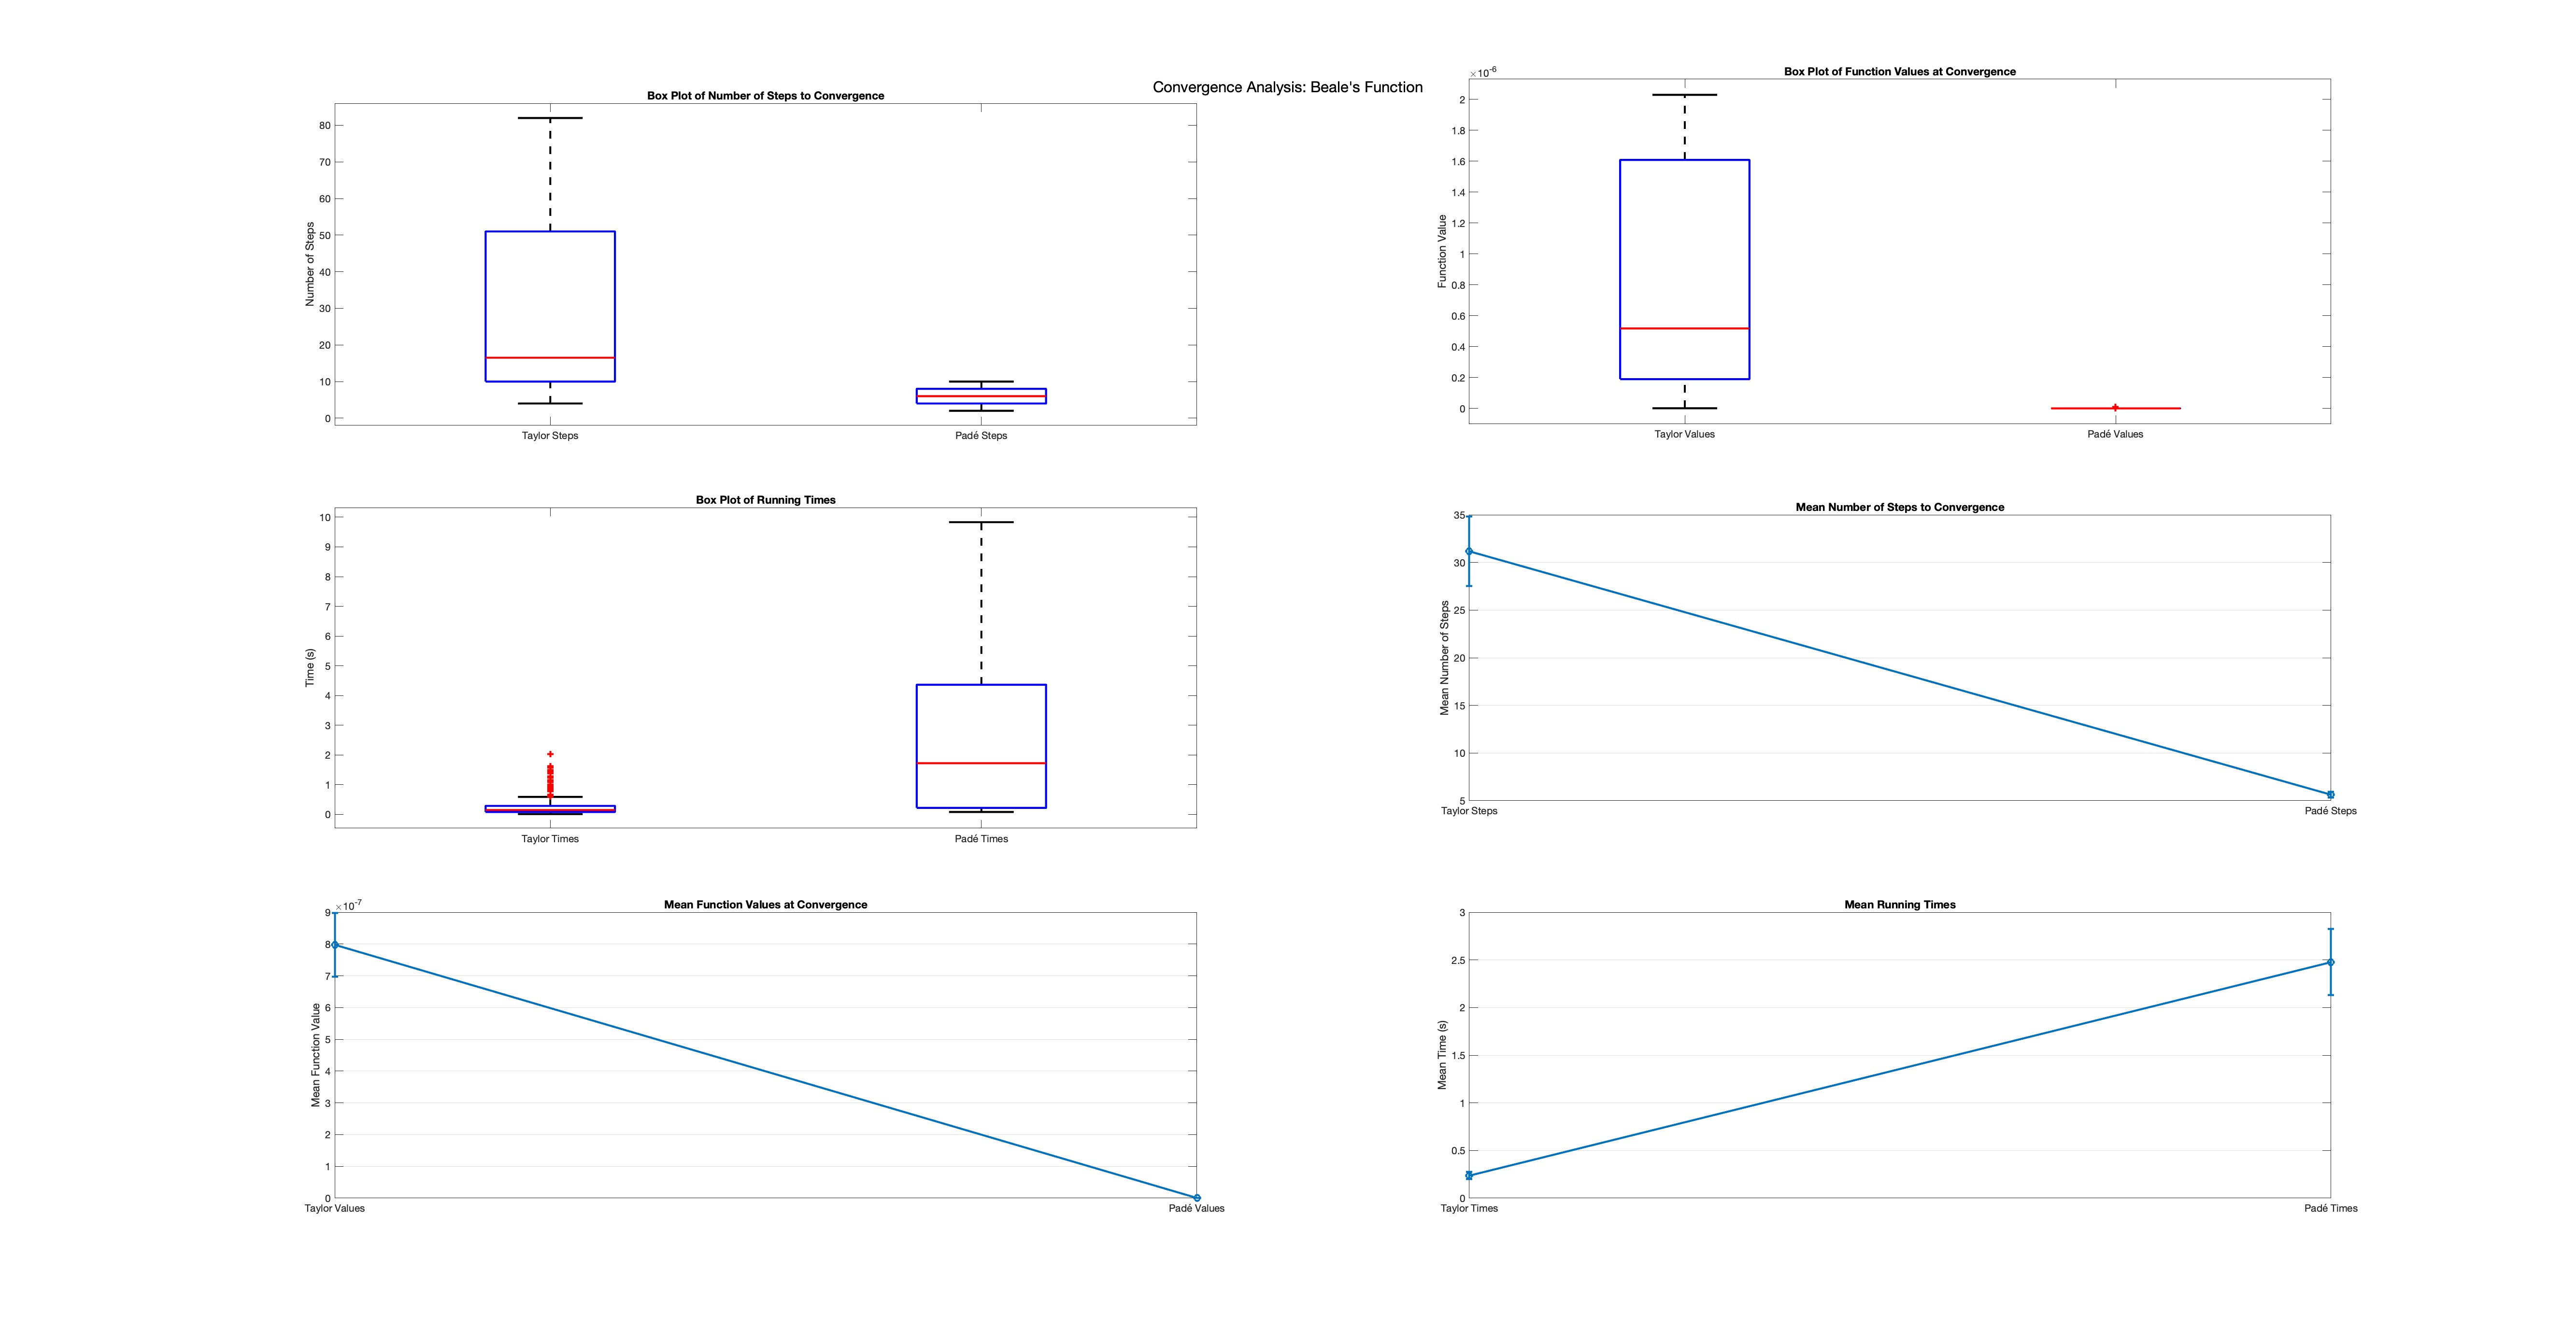 Convergence Analysis: Beale's Function
Box Plot of Number of Steps to Convergence
Number of Steps
80
70
60
50
40
30
20
10
0
Taylor Steps
Padé Steps
Box Plot of Function Values at Convergence
×10-6
Function Value
2
1.8
1.6
1.4
1.2
1
0.8
0.6
0.4
0.2
0
Taylor Values
Padé Values
Box Plot of Running Times
Time (s)
10
9
8
7
6
5
4
3
2
1
0
Taylor Times
Padé Times
Mean Number of Steps to Convergence
Mean Number of Steps
35
30
25
20
15
10
5
Taylor Steps
Padé Steps
Mean Function Values at Convergence
×10-7
Mean Function Value
9
8
7
6
5
4
3
2
1
0
Taylor Values
Padé Values
Mean Running Times
Mean Time (s)
3
2.5
2
1.5
1
0.5
0
Taylor Times
Padé Times